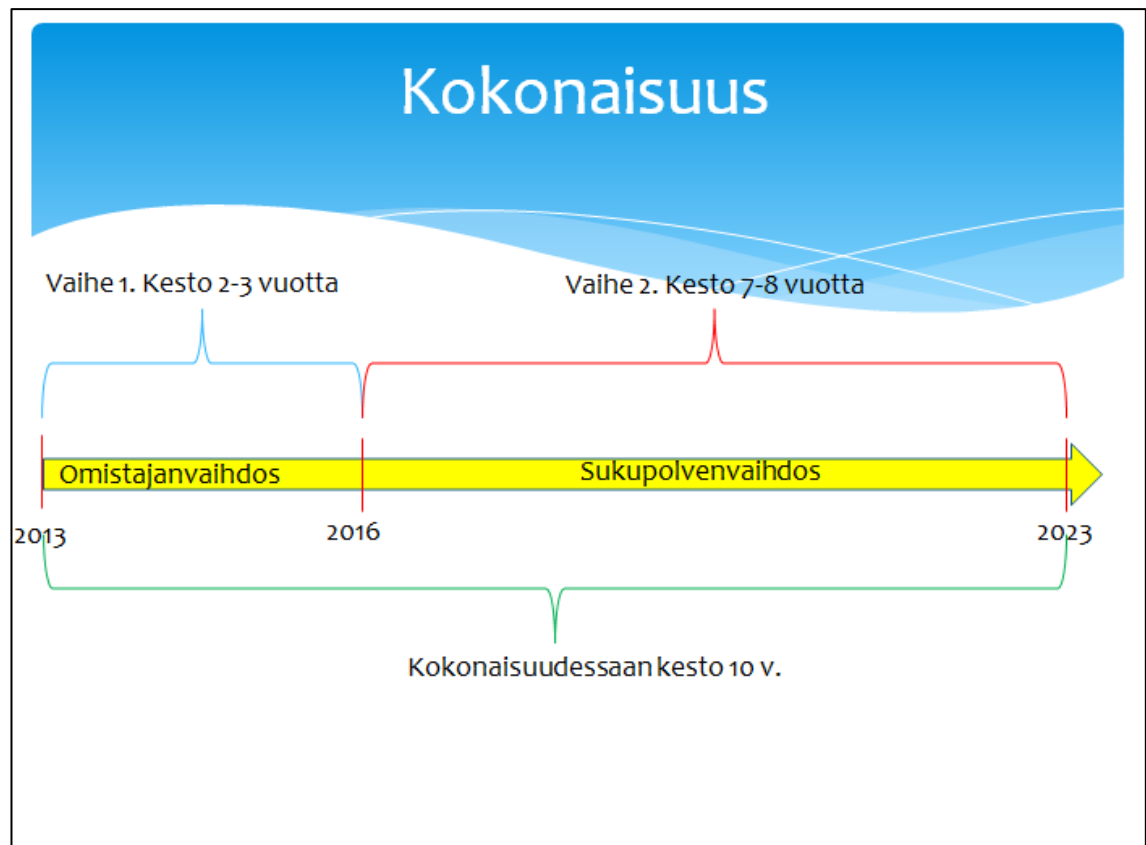 Kokonaisuus
Vaihe 1. Kesto 2-3 vuotta
Vaihe 2. Kesto 7-8 vuotta
Omistajanvaihdos
Sukupolvenvaihdos
2013
2016
2023
Kokonaisuudessaan kesto 10 v.